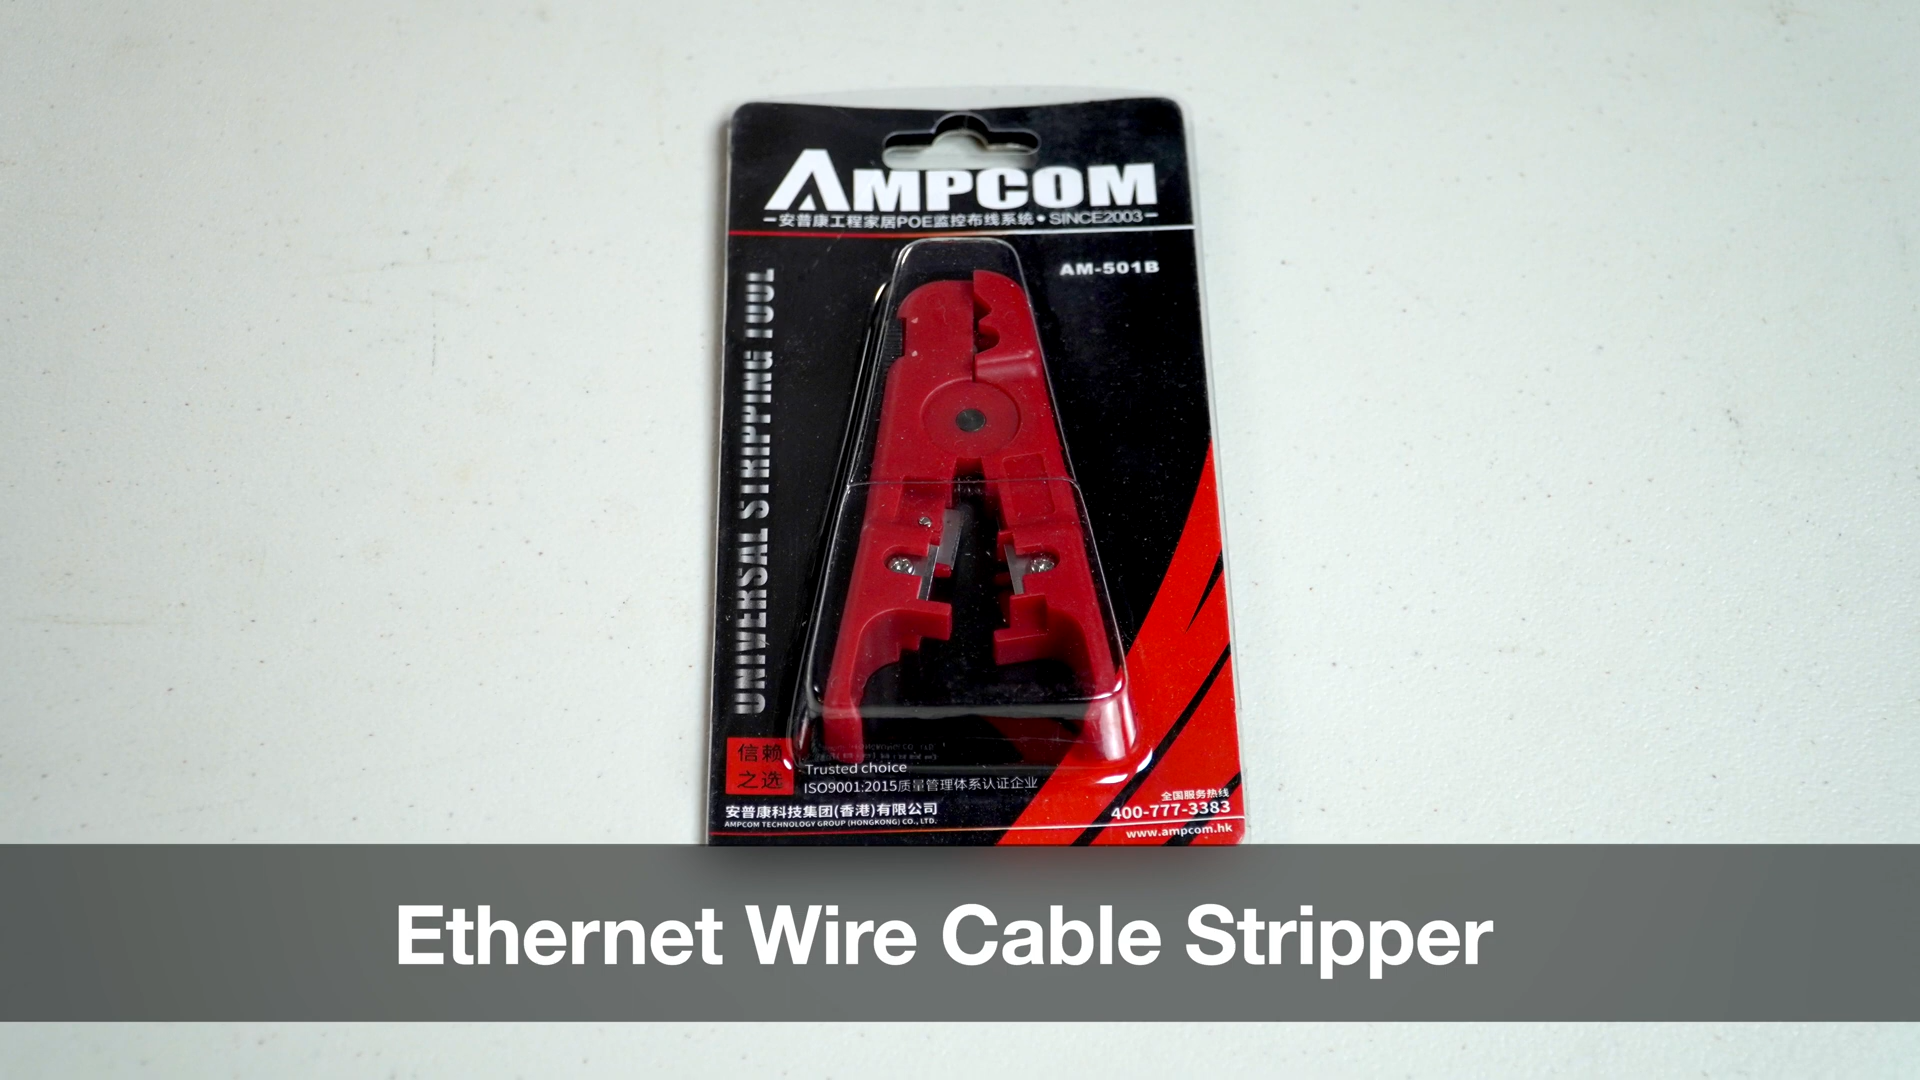 AMPCOM
安普康工程家居POE监控布线系统•SINCE2003
AM-501B
UNIVERSAL STRIPPING TOOL
信赖
之选
Trusted choice
ISO9001:2015质量管理体系认证企业
安普康科技集团(香港)有限公司
AMPCOM TECHNOLOGY GROUP (HONGKONG) CO., LTD.
全国服务热线
400-777-3383
www.ampcom.hk
Ethernet Wire Cable Stripper